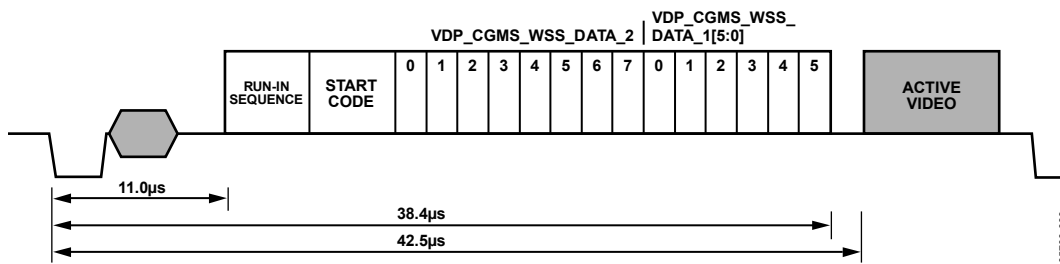 VDP_CGMS_WSS_DATA_2
VDP_CGMS_WSS_
DATA_1[5:0]
RUN-IN
SEQUENCE
START
CODE
0 1 2 3 4 5 6 7 0 1 2 3 4 5
ACTIVE
VIDEO
11.0µs
38.4µs
42.5µs